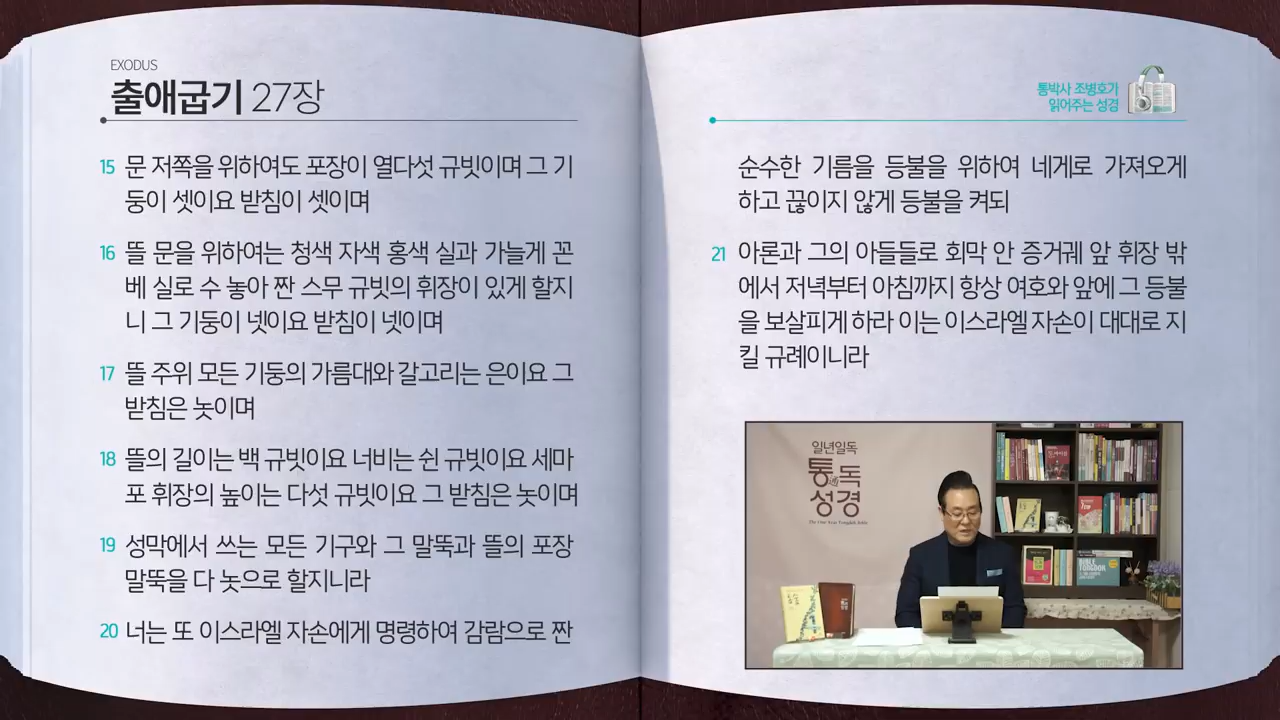 EXODUS
출애굽기 27장
15 문 저쪽을 위하여도 포장이 열다섯 규빗이며 그 기
둥이 셋이요 받침이 셋이며
16 뜰 문을 위하여는 청색 자색 홍색 실과 가늘게 꼰
베 실로 수 놓아 짠 스무 규빗의 휘장이 있게 할지
니 그 기둥이 넷이요 받침이 넷이며
17 뜰 주위 모든 기둥의 가름대와 갈고리는 은이요 그
받침은 놋이며
18 뜰의 길이는 백 규빗이요 너비는 쉰 규빗이요 세마
포 휘장의 높이는 다섯 규빗이요 그 받침은 놋이며
19 성막에서 쓰는 모든 기구와 그 말뚝과 뜰의 포장
말뚝을 다 놋으로 할지니라
20 너는 또 이스라엘 자손에게 명령하여 감람으로 짠
통박사 조병호가
읽어주는 성경
순수한 기름을 등불을 위하여 네게로 가져오게
하고 끊이지 않게 등불을 켜되
21 아론과 그의 아들들로 회막 안 증거궤 앞 휘장 밖
에서 저녁부터 아침까지 항상 여호와 앞에 그 등불
을 보살피게 하라 이는 이스라엘 자손이 대대로 지
킬 규례이니라
일년일독
통독
성경
The One Year Tongdok Bible
BIBLE
TONGDOK